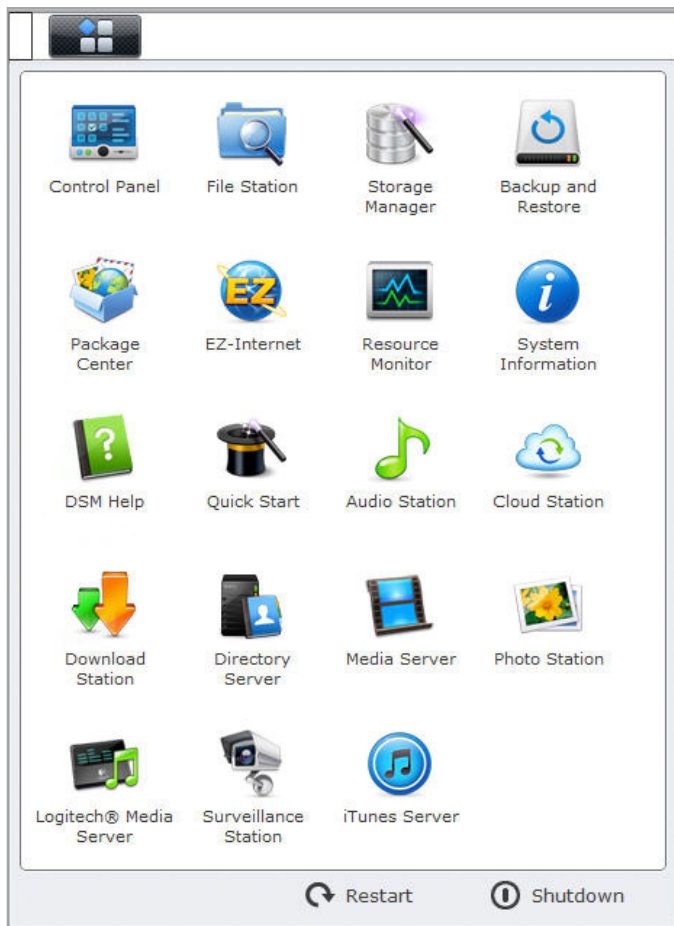 Control Panel
File Station
Storage
Manager
Backup and
Restore
Package
Center
EZ
EZ-Internet
Resource
Monitor
i
System
Information
?
DSM Help
Quick Start
Audio Station
Cloud Station
Download
Station
Directory
Server
Media Server
Photo Station
Logitech® Media
Server
Surveillance
Station
iTunes Server
Restart
Shutdown